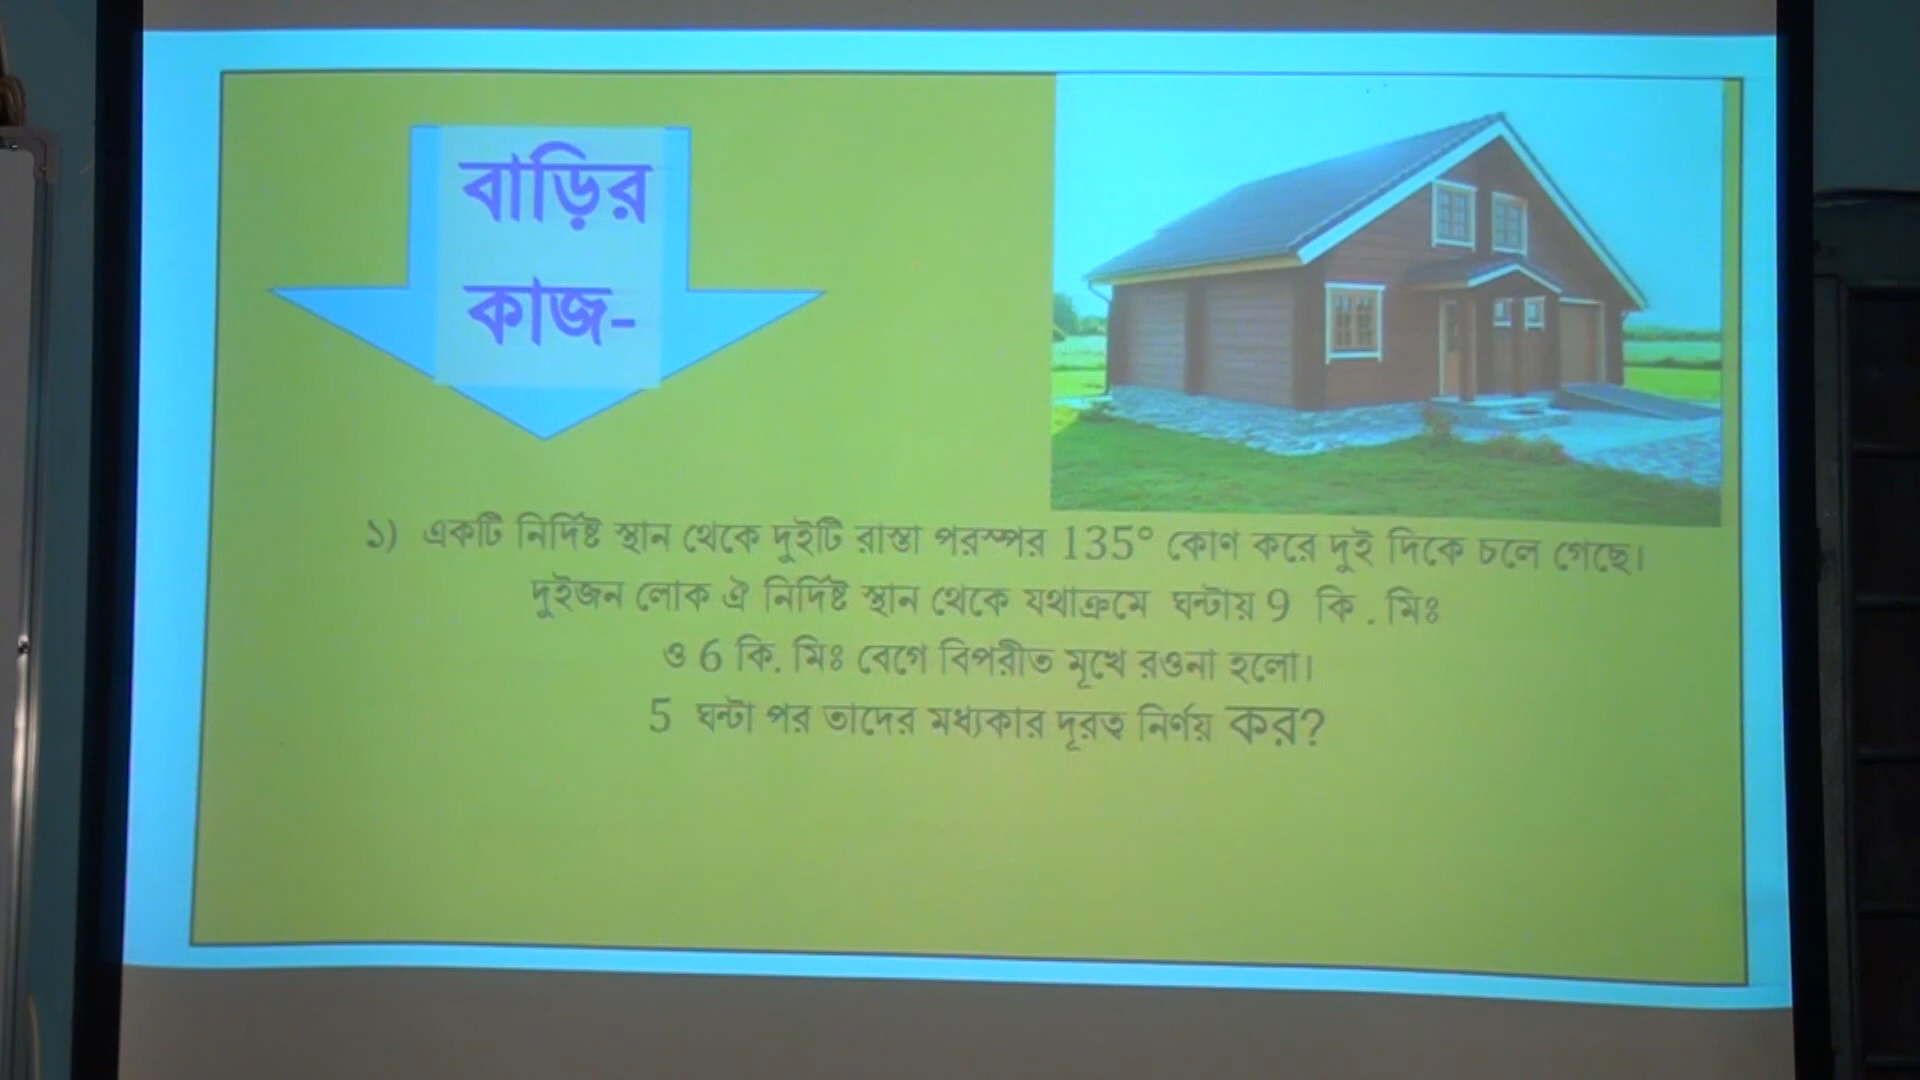 বাড়ির
কাজ-
১) একটি নির্দিষ্ট স্থান থেকে দুইটি রাস্তা পরস্পর 135° কোণ করে দুই দিকে চলে গেছে।
দুইজন লোক ঐ নির্দিষ্ট স্থান থেকে যথাক্রমে ঘন্টায় 9 কি . মিঃ
ও 6 কি. মিঃ বেগে বিপরীত মূখে রওনা হলো।
5 ঘন্টা পর তাদের মধ্যকার দূরত্ব নির্ণয় কর?